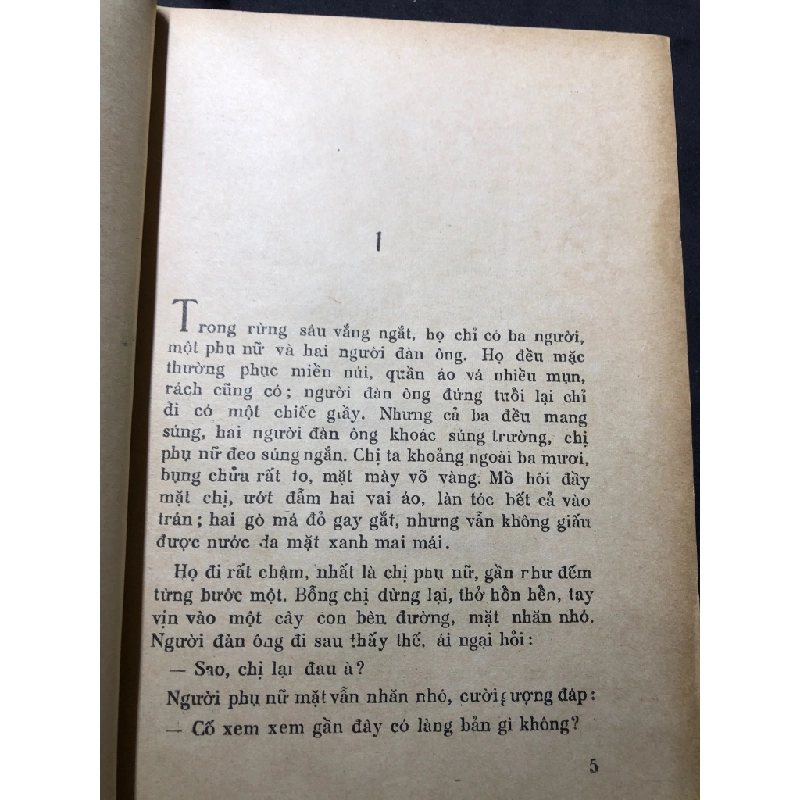 I
Trong rừng sâu vắng ngắt, họ chỉ có ba người,
một phụ nữ và hai người đàn ông. Họ đều mặc
thường phục miền núi, quần áo vá nhiều mụn,
rách cũng có; người đàn ông đứng tuổi lại chỉ
đi có một chiếc giầy. Nhưng cả ba đều mang
súng, hai người đàn ông khoác súng trường, chị
phụ nữ đeo súng ngắn. Chị ta khoảng ngoài ba mươi,
bụng chửa rất to, mặt mày võ vàng. Mồ hôi đầy
mặt chị, ướt đẫm hai vai áo, làn tóc bết cả vào
trán; hai gò má đỏ gay gắt, nhưng vẫn không giấu
được nước da mặt xanh mai mái.
Họ đi rất chậm, nhất là chị phụ nữ, gần như đếm
từng bước một. Bỗng chị dừng lại, thở hồn hền, tay
vịn vào một cây con bên đường, mặt nhăn nhó.
Người đàn ông đi sau thấy thế, ái ngại hỏi:
— Sao, chị lại đau à?
Người phụ nữ mặt vẫn nhăn nhó, cười gượng đáp:
— Cố xem xem gần đây có làng bản gì không?
5